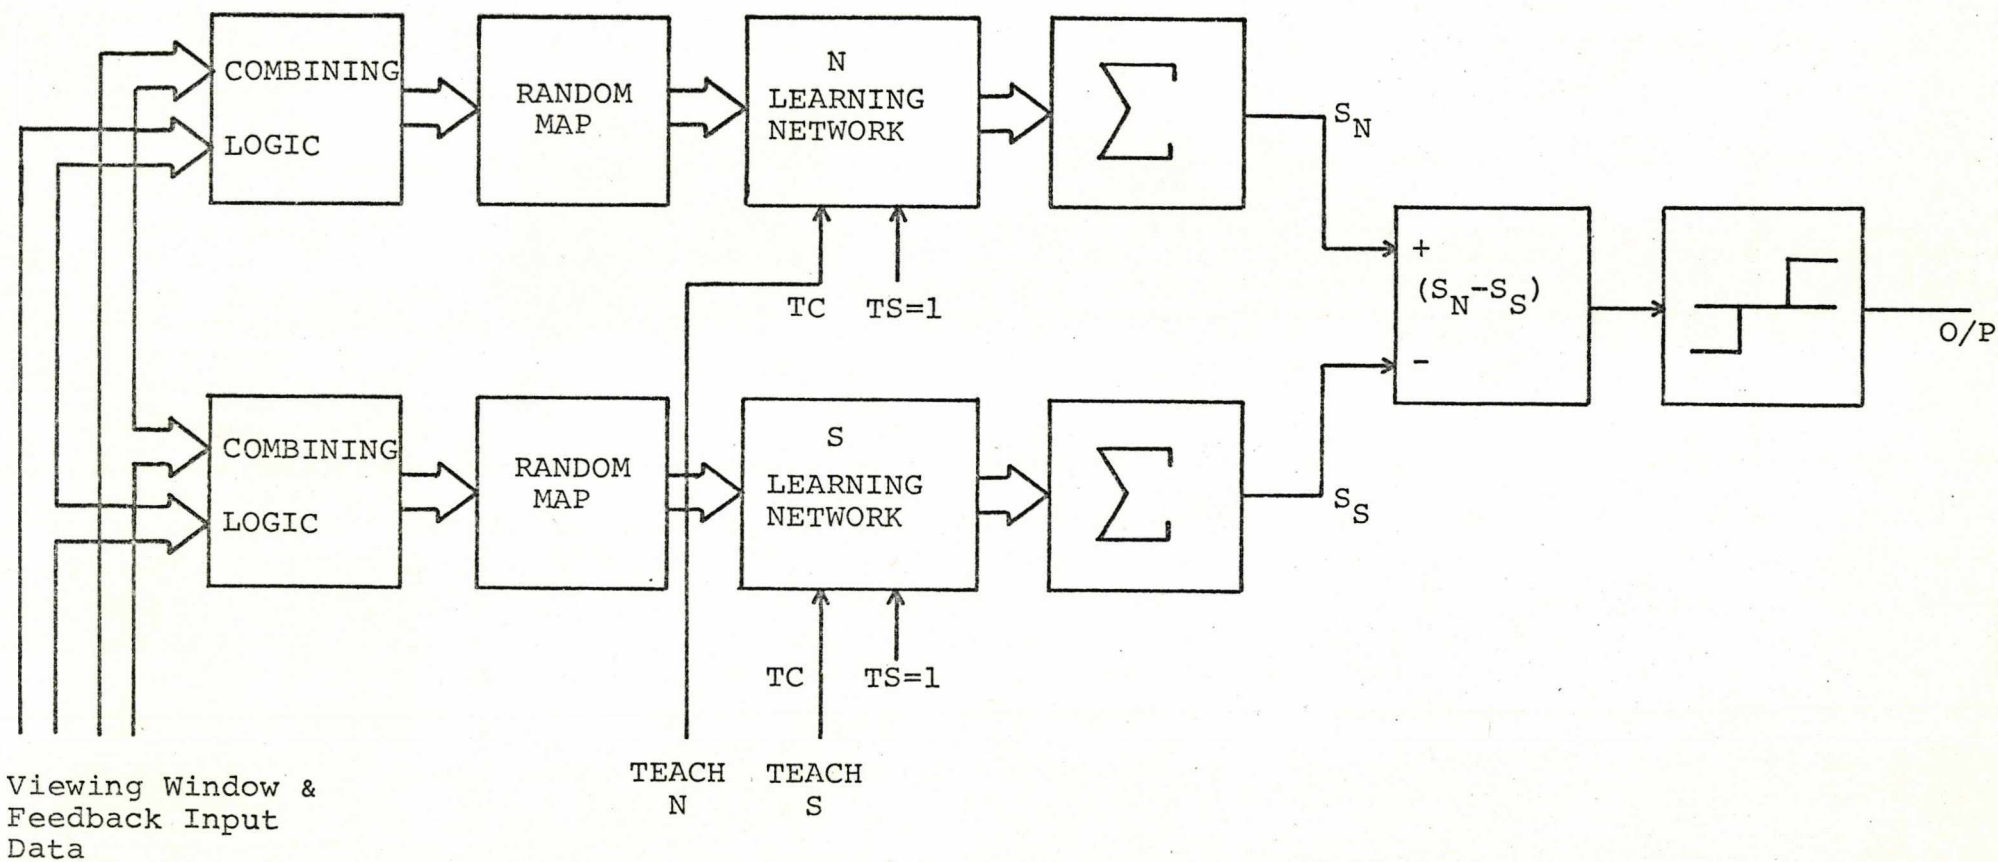 COMBINING
LOGIC
RANDOM
MAP
N
LEARNING
NETWORK
∑
S_N
TC
TS=1
+
(S_N-S_S)
-
O/P
COMBINING
LOGIC
RANDOM
MAP
S
LEARNING
NETWORK
∑
S_S
TC
TS=1
TEACH
N
TEACH
S
Viewing Window &
Feedback Input
Data